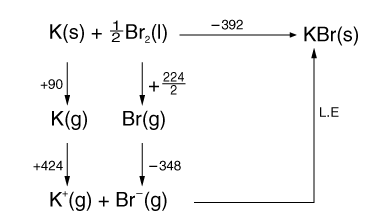 K(s) + ½Br₂(l) −392 KBr(s)
+90 + 224/2
K(g) Br(g) L.E
+424 −348
K⁺(g) + Br⁻(g)